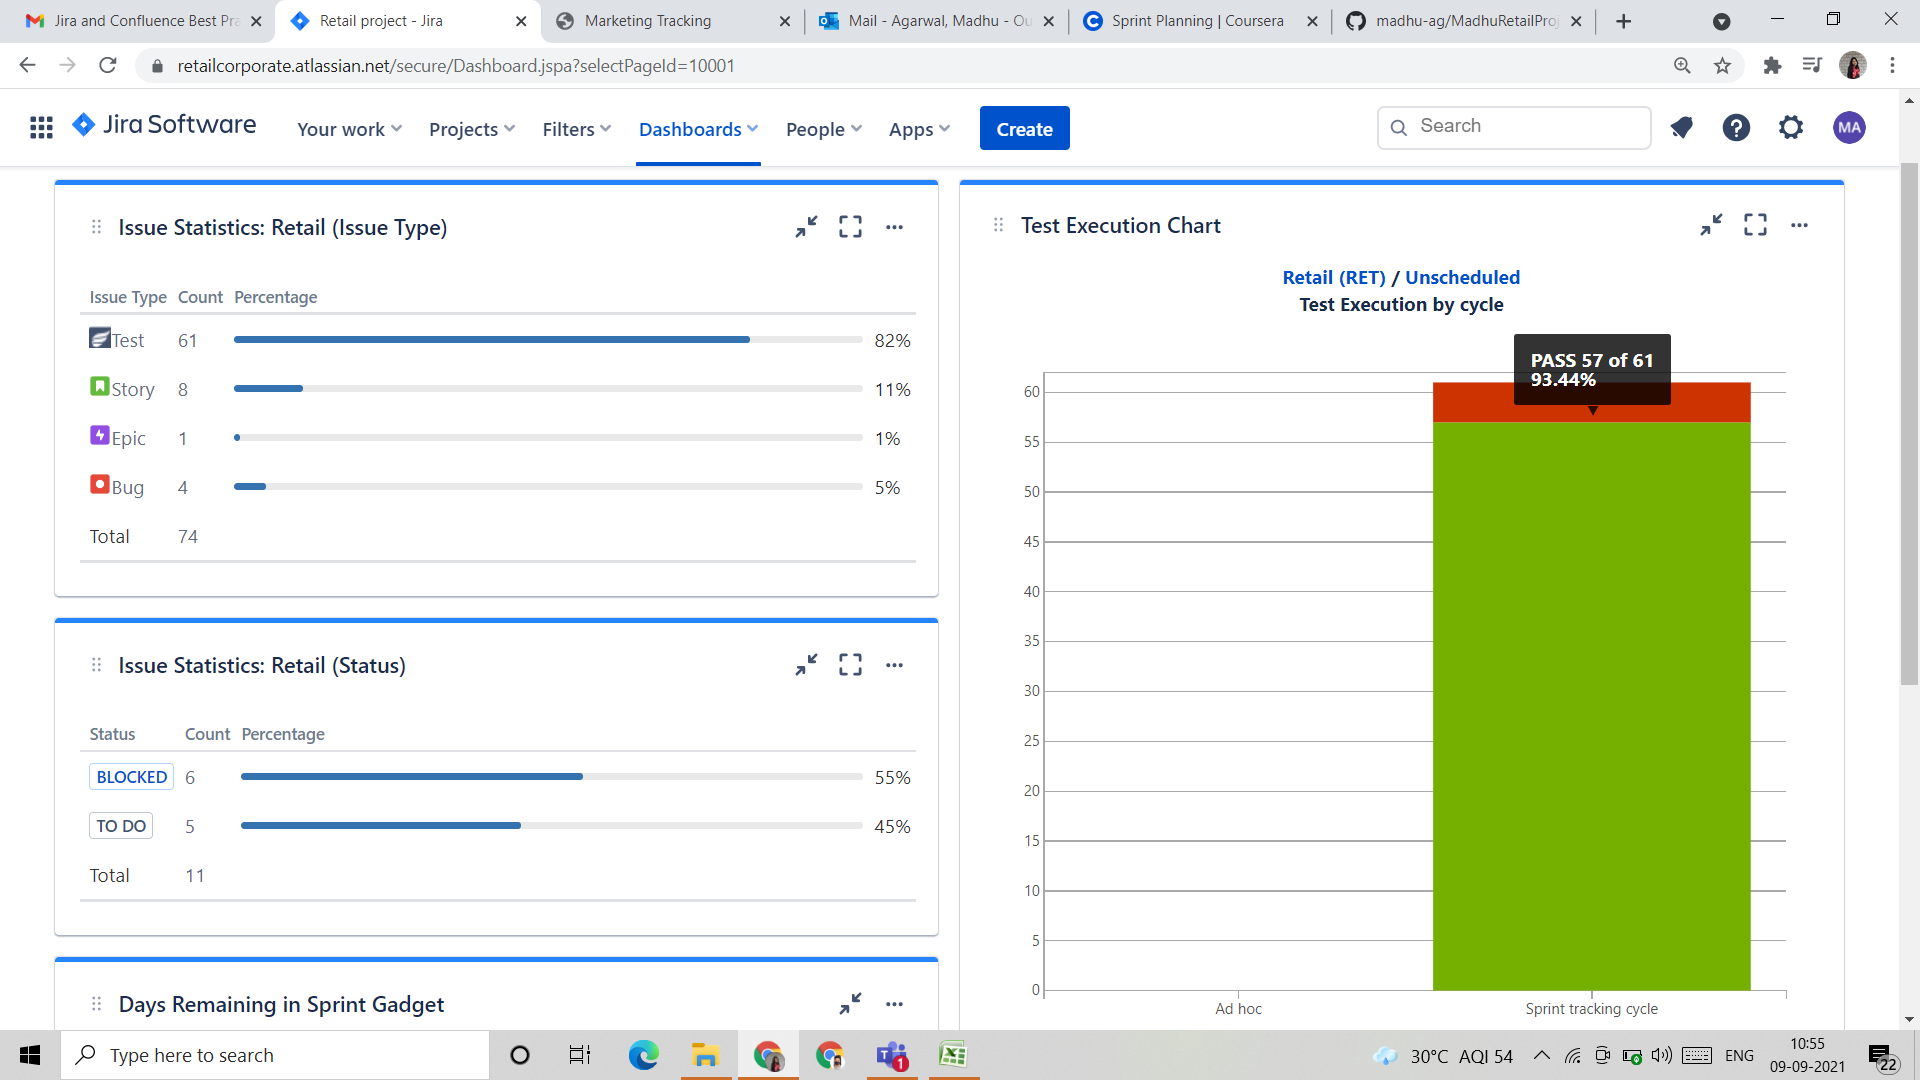 Jira and Confluence Best Pra
Retail project - Jira
Marketing Tracking
Mail - Agarwal, Madhu - Ou
Sprint Planning | Coursera
madhu-ag/MadhuRetailProj
retailcorporate.atlassian.net/secure/Dashboard.jspa?selectPageId=10001
Jira Software
Your work
Projects
Filters
Dashboards
People
Apps
Create
Search
MA
Issue Statistics: Retail (Issue Type)
Issue Type Count Percentage
Test 61 82%
Story 8 11%
Epic 1 1%
Bug 4 5%
Total 74
Issue Statistics: Retail (Status)
Status Count Percentage
BLOCKED 6 55%
TO DO 5 45%
Total 11
Days Remaining in Sprint Gadget
Test Execution Chart
Retail (RET) / Unscheduled
Test Execution by cycle
PASS 57 of 61
93.44%
60
55
50
45
40
35
30
25
20
15
10
5
0
Ad hoc
Sprint tracking cycle
Type here to search
1
30°C AQI 54
ENG
10:55
09-09-2021
22